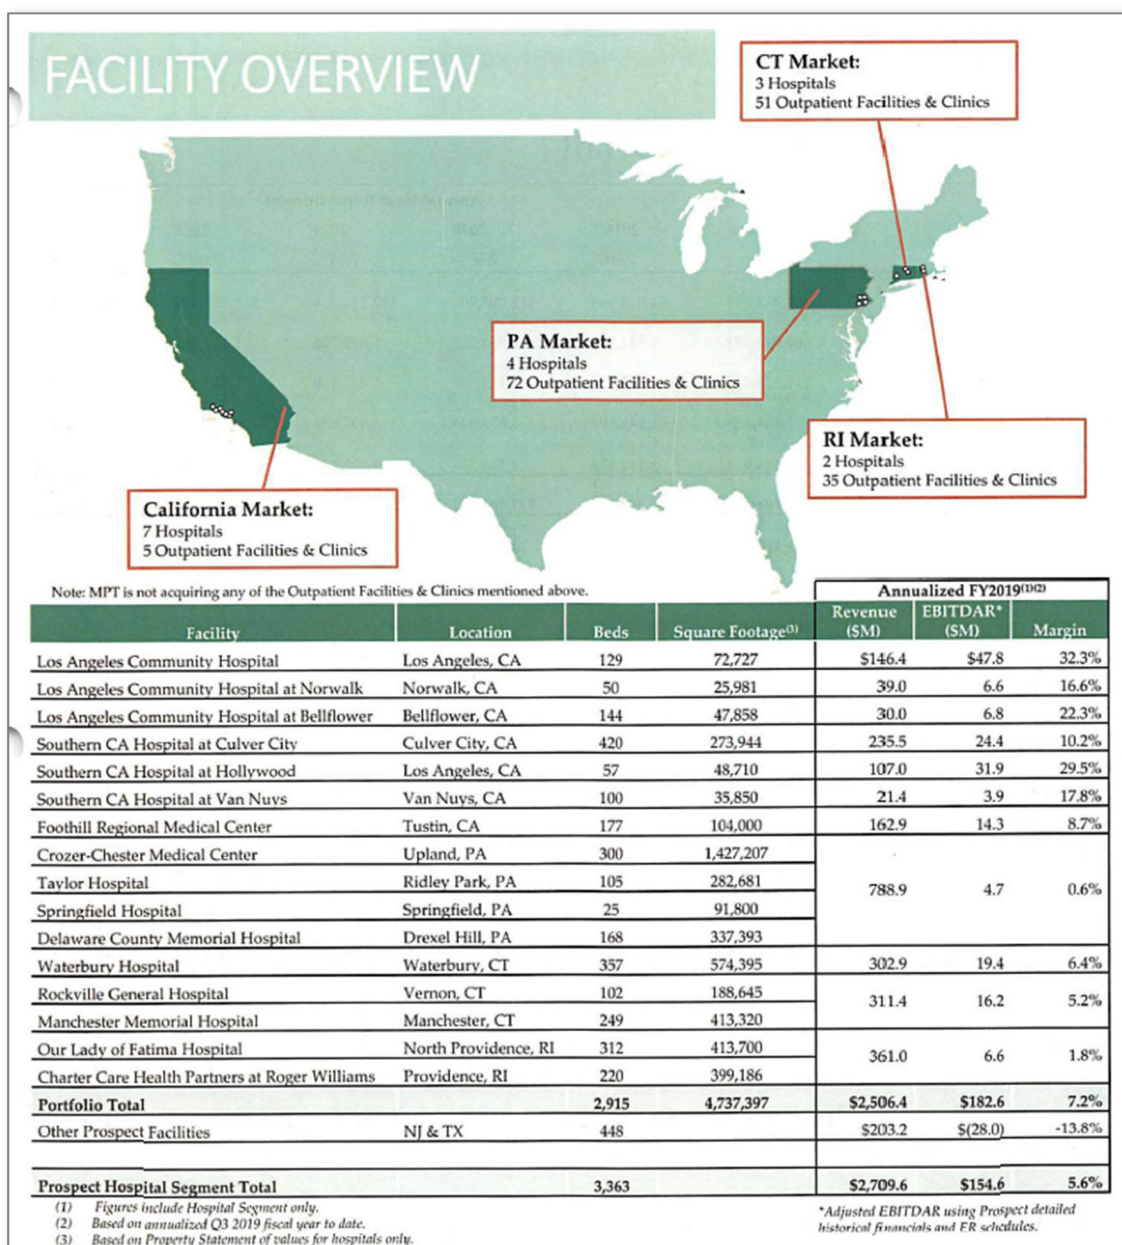 FACILITY OVERVIEW
CT Market:
3 Hospitals
51 Outpatient Facilities & Clinics
PA Market:
4 Hospitals
72 Outpatient Facilities & Clinics
RI Market:
2 Hospitals
35 Outpatient Facilities & Clinics
California Market:
7 Hospitals
5 Outpatient Facilities & Clinics
Note: MPT is not acquiring any of the Outpatient Facilities & Clinics mentioned above.
Annualized FY2019(1)(2)
Facility Location Beds Square Footage(3) Revenue ($M) EBITDAR* ($M) Margin
Los Angeles Community Hospital Los Angeles, CA 129 72,727 $146.4 $47.8 32.3%
Los Angeles Community Hospital at Norwalk Norwalk, CA 50 25,981 39.0 6.6 16.6%
Los Angeles Community Hospital at Bellflower Bellflower, CA 144 47,858 30.0 6.8 22.3%
Southern CA Hospital at Culver City Culver City, CA 420 273,944 235.5 24.4 10.2%
Southern CA Hospital at Hollywood Los Angeles, CA 57 48,710 107.0 31.9 29.5%
Southern CA Hospital at Van Nuys Van Nuys, CA 100 35,850 21.4 3.9 17.8%
Foothill Regional Medical Center Tustin, CA 177 104,000 162.9 14.3 8.7%
Crozer-Chester Medical Center Upland, PA 300 1,427,207
Taylor Hospital Ridley Park, PA 105 282,681
788.9 4.7 0.6%
Springfield Hospital Springfield, PA 25 91,800
Delaware County Memorial Hospital Drexel Hill, PA 168 337,393
Waterbury Hospital Waterbury, CT 357 574,395 302.9 19.4 6.4%
Rockville General Hospital Vernon, CT 102 188,645
311.4 16.2 5.2%
Manchester Memorial Hospital Manchester, CT 249 413,320
Our Lady of Fatima Hospital North Providence, RI 312 413,700
361.0 6.6 1.8%
Charter Care Health Partners at Roger Williams Providence, RI 220 399,186
Portfolio Total 2,915 4,737,397 $2,506.4 $182.6 7.2%
Other Prospect Facilities NJ & TX 448 $203.2 $(28.0) -13.8%
Prospect Hospital Segment Total 3,363 $2,709.6 $154.6 5.6%
(1) Figures include Hospital Segment only.
(2) Based on annualized Q3 2019 fiscal year to date.
(3) Based on Property Statement of values for hospitals only.
*Adjusted EBITDAR using Prospect detailed
historical financials and ER schedules.